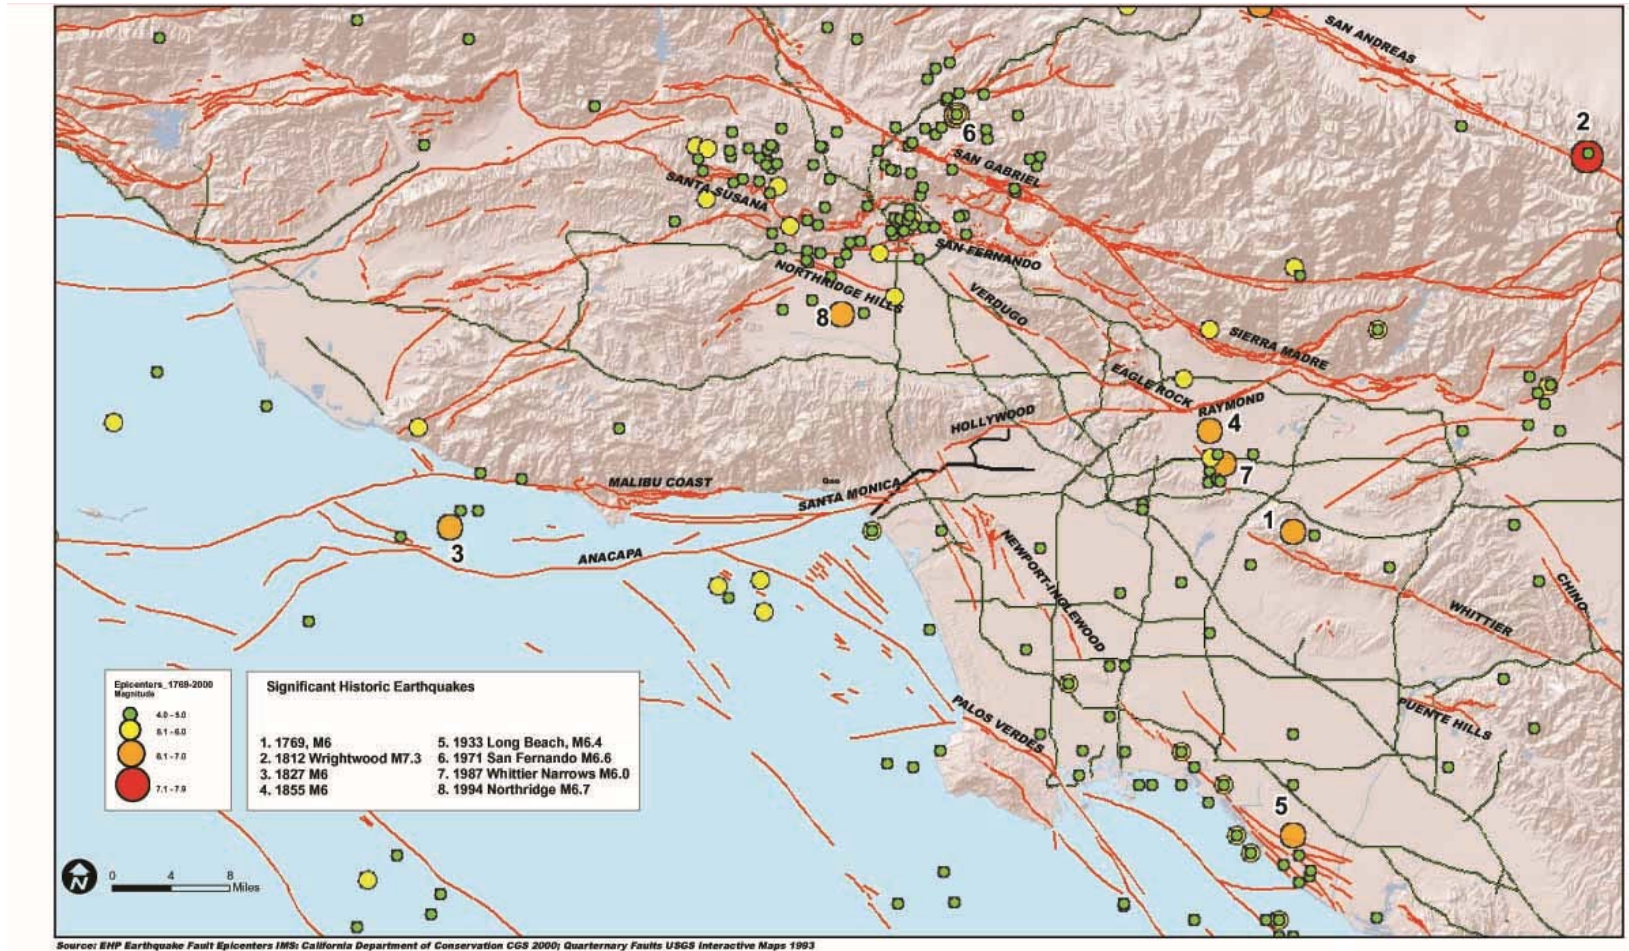 SAN ANDREAS
2
6
SAN GABRIEL
SANTA SUSANA
SAN FERNANDO
NORTHRIDGE HILLS
VERDUGO
8
SIERRA MADRE
EAGLE ROCK
RAYMOND
HOLLYWOOD
4
7
MALIBU COAST
SANTA MONICA
1
3
ANACAPA
NEWPORT-INGLEWOOD
CHINO
WHITTIER
PALOS VERDES
PUENTE HILLS
5
Epicenters_1769-2000
Magnitude
4.0 - 5.0
5.1 - 6.0
6.1 - 7.0
7.1 - 7.9
Significant Historic Earthquakes
1. 1769, M6
2. 1812 Wrightwood M7.3
3. 1827 M6
4. 1855 M6
5. 1933 Long Beach, M6.4
6. 1971 San Fernando M6.6
7. 1987 Whittier Narrows M6.0
8. 1994 Northridge M6.7
N
0 4 8
Miles
Source: EHP Earthquake Fault Epicenters IMS: California Department of Conservation CGS 2000; Quarternary Faults USGS Interactive Maps 1993